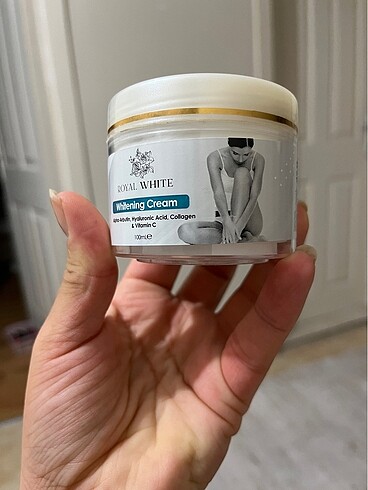 ROYAL WHITE
Whitening Cream
Alpha-Arbutin, Hyaluronic Acid, Collagen
& Vitamin C
100mL℮